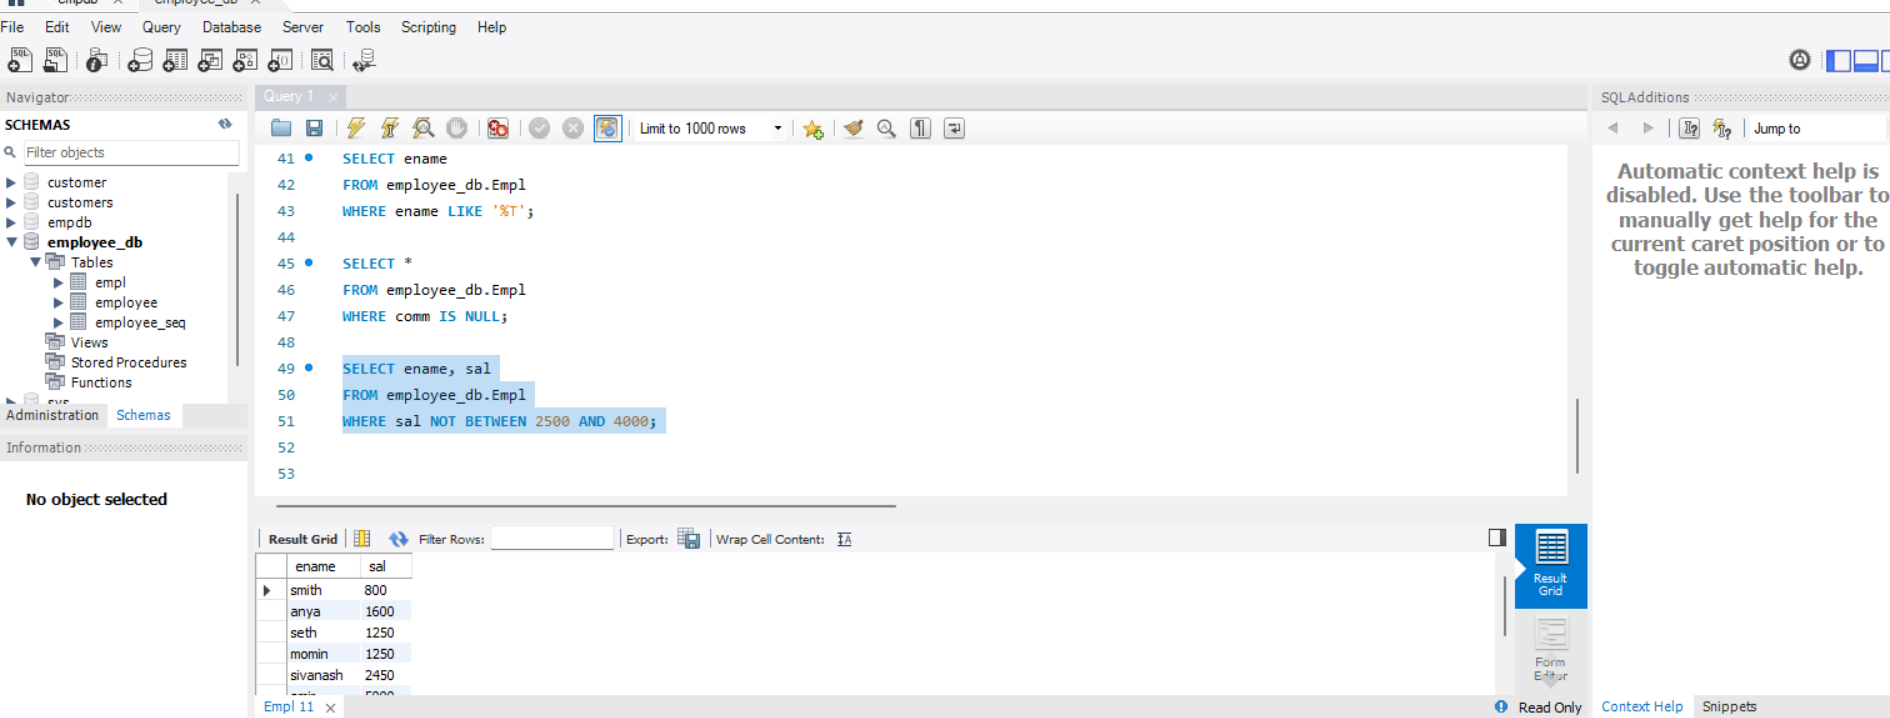 empdb
employee_db
File Edit View Query Database Server Tools Scripting Help
Navigator
Query 1
SQLAdditions
SCHEMAS
Filter objects
Limit to 1000 rows
Jump to
customer
customers
empdb
employee_db
Tables
empl
employee
employee_seq
Views
Stored Procedures
Functions
sys
Administration Schemas
Information
No object selected
41 SELECT ename
42 FROM employee_db.Empl
43 WHERE ename LIKE '%T';
44
45 SELECT *
46 FROM employee_db.Empl
47 WHERE comm IS NULL;
48
49 SELECT ename, sal
50 FROM employee_db.Empl
51 WHERE sal NOT BETWEEN 2500 AND 4000;
52
53
Automatic context help is
disabled. Use the toolbar to
manually get help for the
current caret position or to
toggle automatic help.
Result Grid Filter Rows: Export: Wrap Cell Content:
ename sal
smith 800
anya 1600
seth 1250
momin 1250
sivanash 2450
5000
Result
Grid
Form
Editor
Empl 11
Read Only
Context Help Snippets